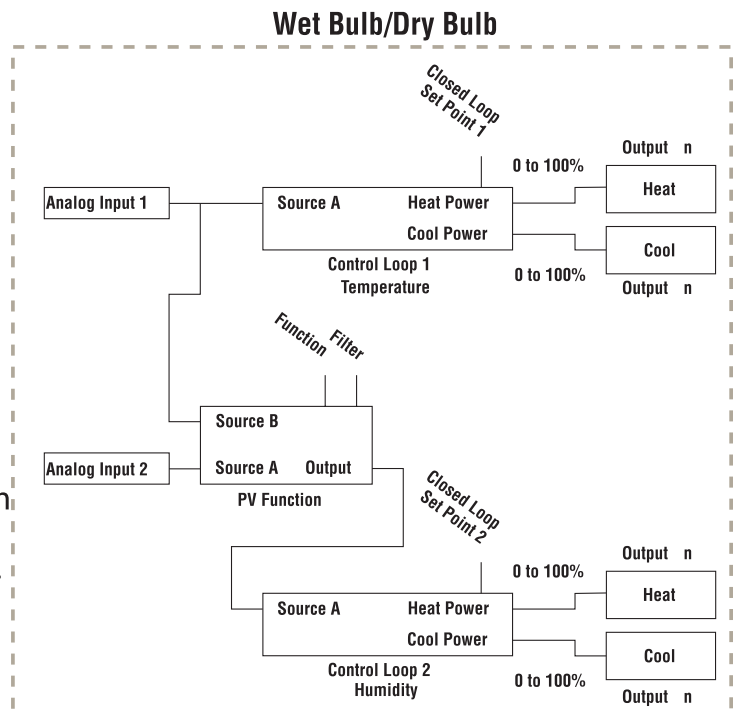 Wet Bulb/Dry Bulb
Closed Loop
Set Point 1
0 to 100%
Output n
Analog Input 1
Source A
Heat Power
Heat
Cool Power
Cool
Control Loop 1
Temperature
0 to 100%
Output n
Function
Filter
Source B
Analog Input 2
Source A
Output
n
PV Function
Closed Loop
Set Point 2
0 to 100%
Output n
Source A
Heat Power
Heat
Cool Power
Cool
Control Loop 2
Humidity
0 to 100%
Output n